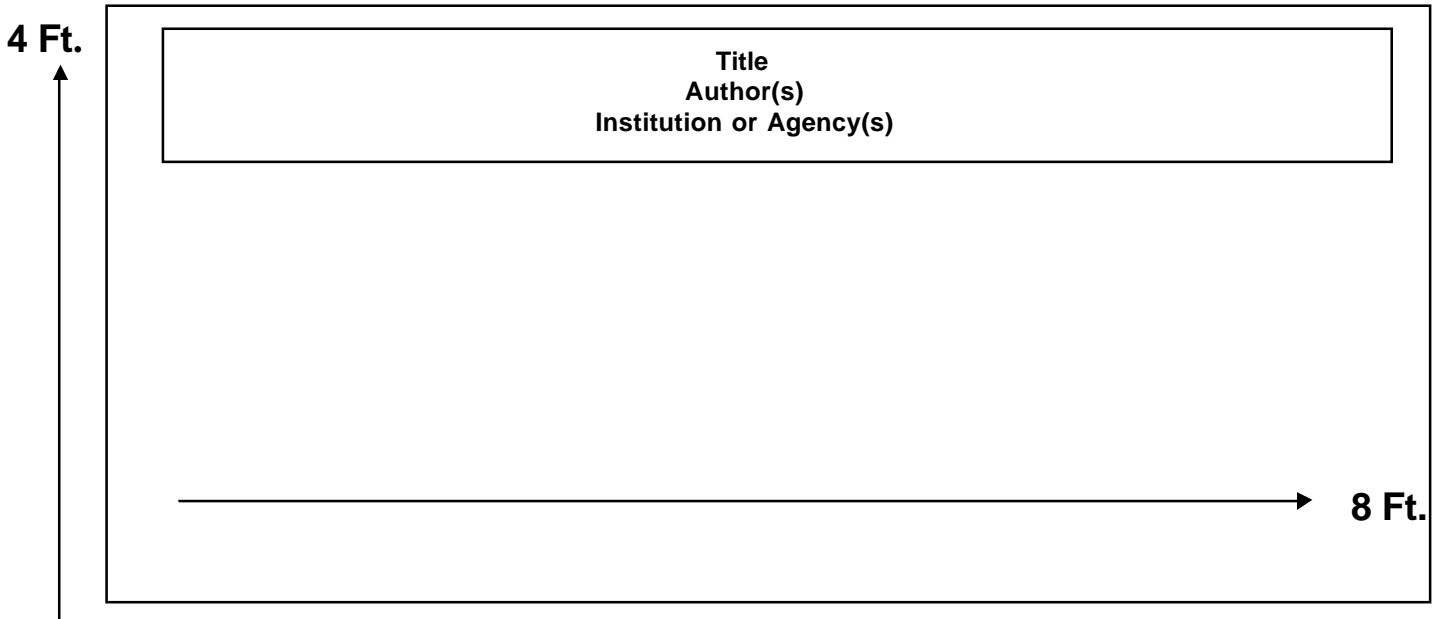 4 Ft.
Title
Author(s)
Institution or Agency(s)
8 Ft.